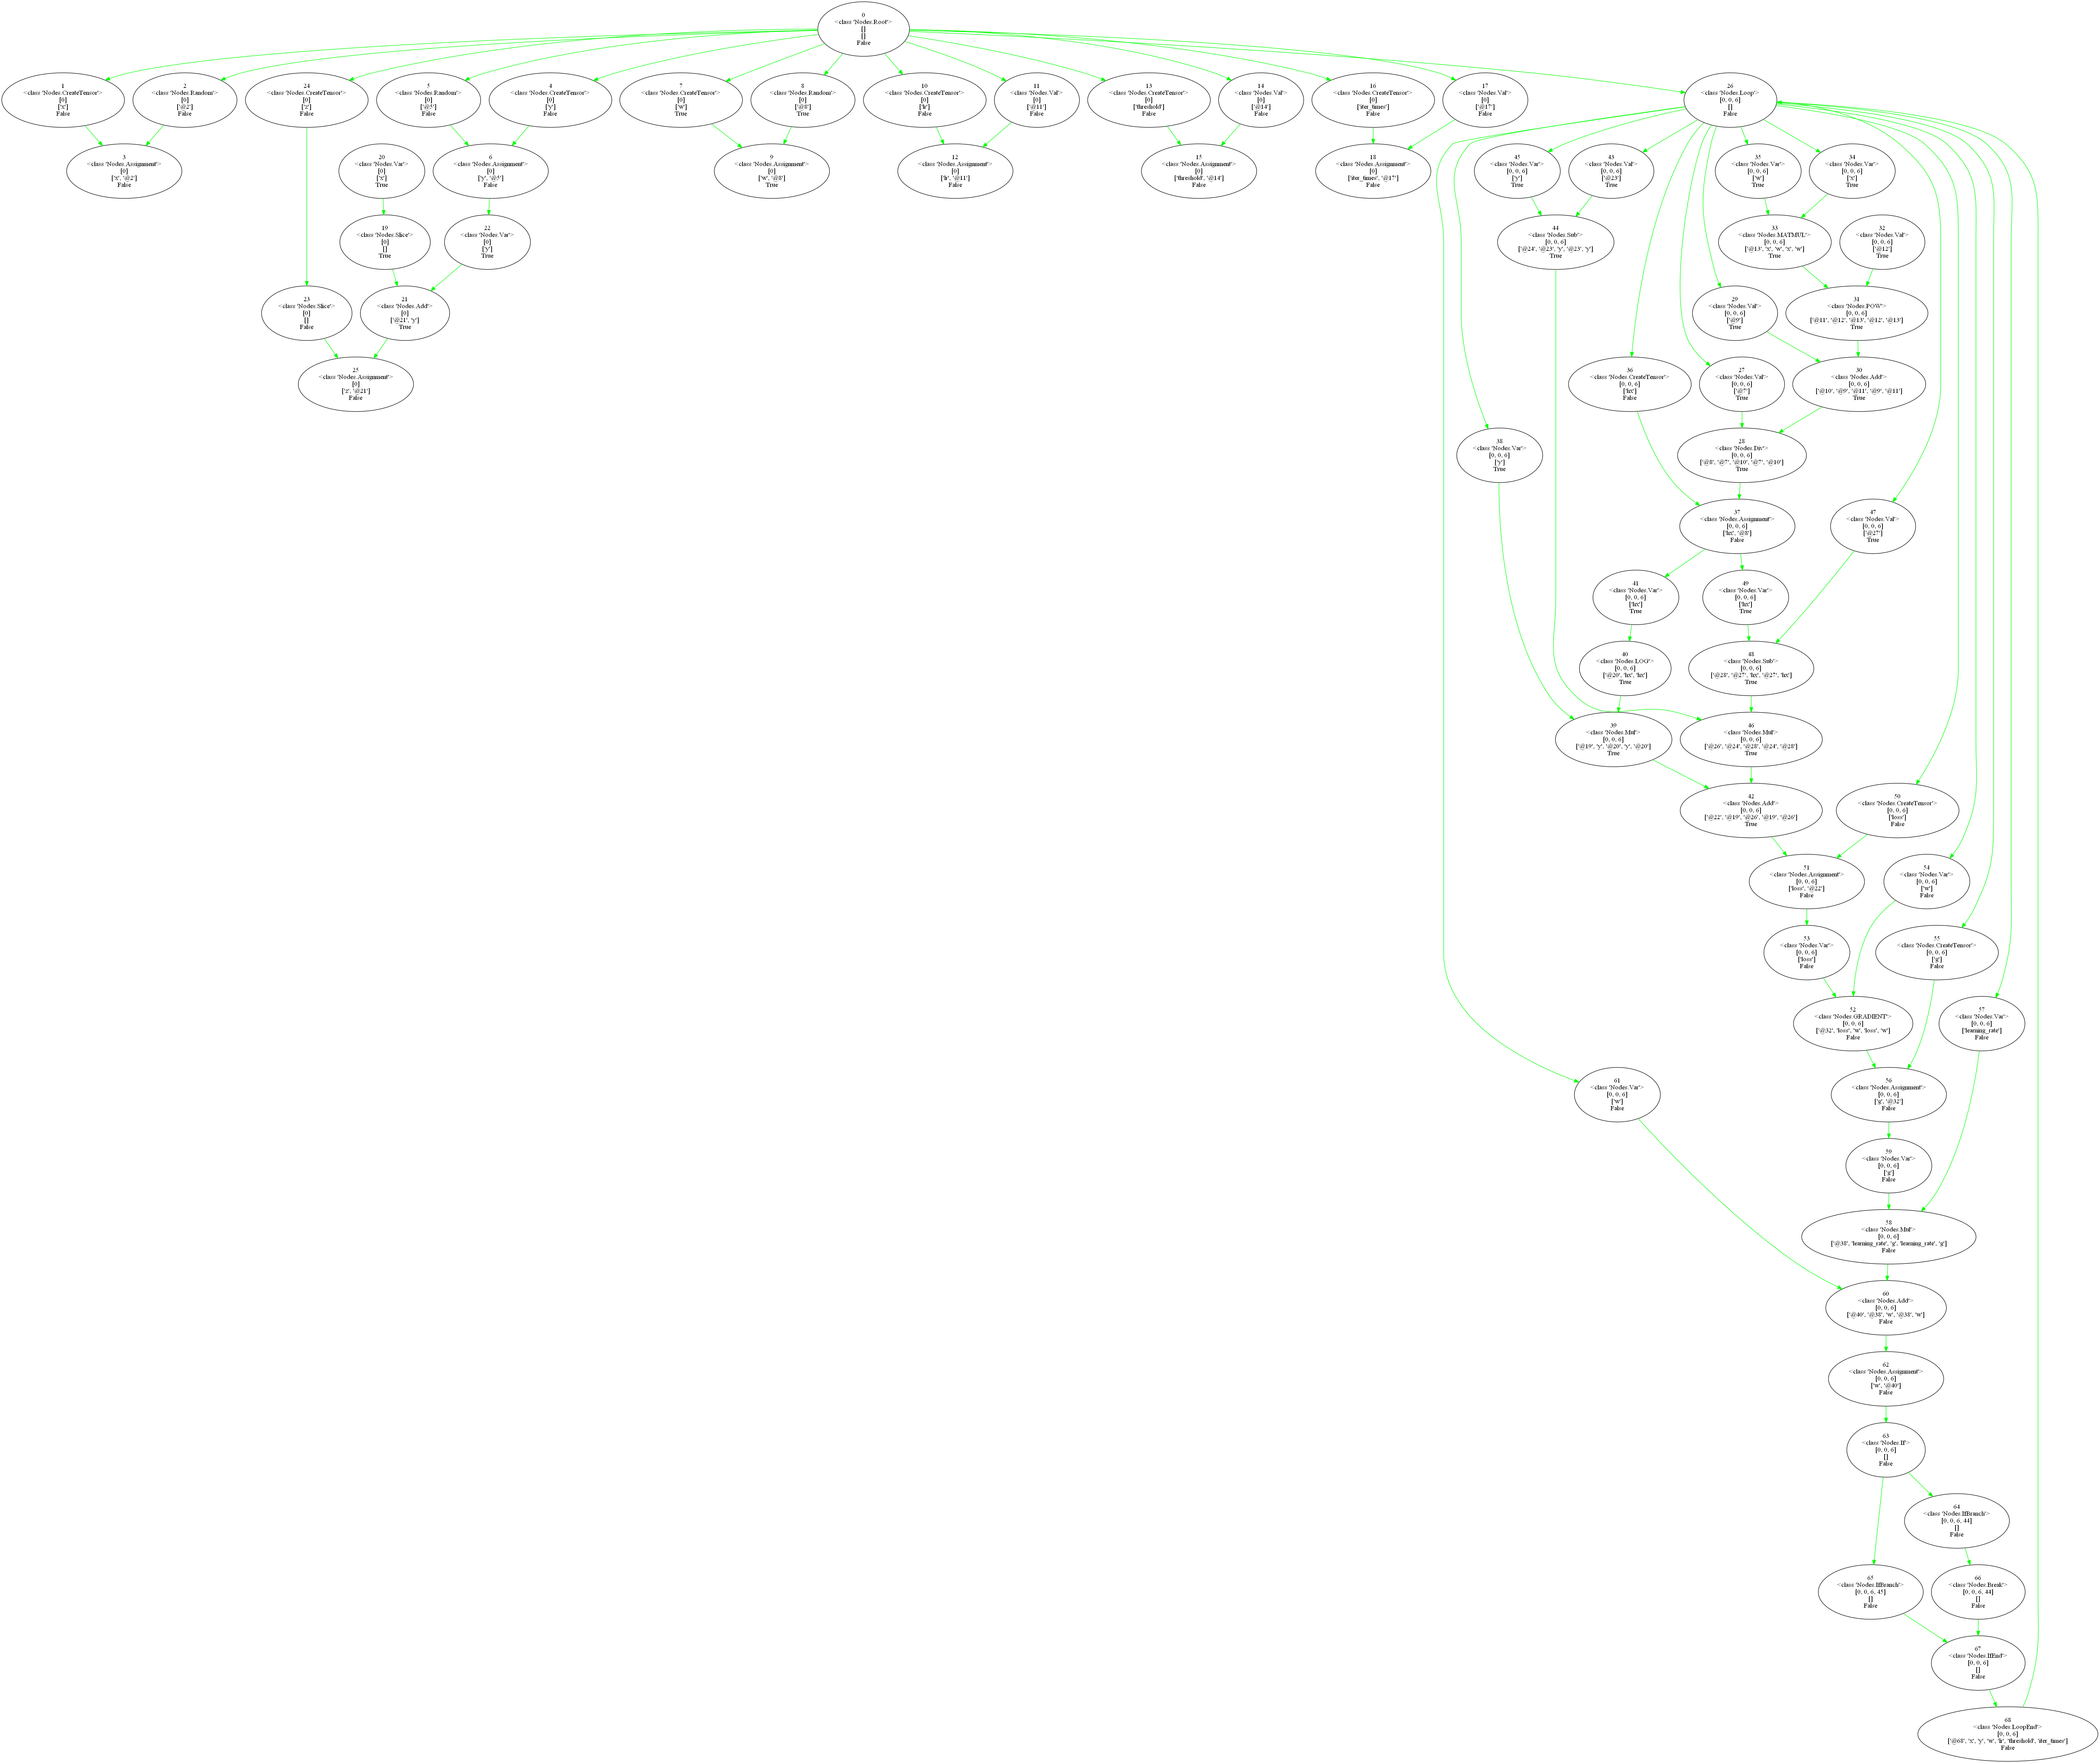 0
<class 'Nodes.Root'>
[]
[]
False
1
<class 'Nodes.CreateTensor'>
[0]
['x']
False
2
<class 'Nodes.Random'>
[0]
['@2']
False
24
<class 'Nodes.CreateTensor'>
[0]
['z']
False
5
<class 'Nodes.Random'>
[0]
['@5']
False
4
<class 'Nodes.CreateTensor'>
[0]
['y']
False
7
<class 'Nodes.CreateTensor'>
[0]
['w']
True
8
<class 'Nodes.Random'>
[0]
['@8']
True
10
<class 'Nodes.CreateTensor'>
[0]
['lr']
False
11
<class 'Nodes.Val'>
[0]
['@11']
False
13
<class 'Nodes.CreateTensor'>
[0]
['threshold']
False
14
<class 'Nodes.Val'>
[0]
['@14']
False
16
<class 'Nodes.CreateTensor'>
[0]
['iter_times']
False
17
<class 'Nodes.Val'>
[0]
['@17']
False
26
<class 'Nodes.Loop'>
[0, 0, 6]
[]
False
3
<class 'Nodes.Assignment'>
[0]
['x', '@2']
False
20
<class 'Nodes.Var'>
[0]
['x']
True
6
<class 'Nodes.Assignment'>
[0]
['y', '@5']
False
9
<class 'Nodes.Assignment'>
[0]
['w', '@8']
True
12
<class 'Nodes.Assignment'>
[0]
['lr', '@11']
False
15
<class 'Nodes.Assignment'>
[0]
['threshold', '@14']
False
18
<class 'Nodes.Assignment'>
[0]
['iter_times', '@17']
False
45
<class 'Nodes.Var'>
[0, 0, 6]
['y']
True
43
<class 'Nodes.Val'>
[0, 0, 6]
['@23']
True
35
<class 'Nodes.Var'>
[0, 0, 6]
['w']
True
34
<class 'Nodes.Var'>
[0, 0, 6]
['x']
True
19
<class 'Nodes.Slice'>
[0]
[]
True
22
<class 'Nodes.Var'>
[0]
['y']
True
44
<class 'Nodes.Sub'>
[0, 0, 6]
['@24', '@23', 'y', '@23', 'y']
True
33
<class 'Nodes.MATMUL'>
[0, 0, 6]
['@13', 'x', 'w', 'x', 'w']
True
32
<class 'Nodes.Val'>
[0, 0, 6]
['@12']
True
23
<class 'Nodes.Slice'>
[0]
[]
False
21
<class 'Nodes.Add'>
[0]
['@21', 'y']
True
29
<class 'Nodes.Val'>
[0, 0, 6]
['@9']
True
31
<class 'Nodes.POW'>
[0, 0, 6]
['@11', '@12', '@13', '@12', '@13']
True
25
<class 'Nodes.Assignment'>
[0]
['z', '@21']
False
36
<class 'Nodes.CreateTensor'>
[0, 0, 6]
['hx']
False
27
<class 'Nodes.Val'>
[0, 0, 6]
['@7']
True
30
<class 'Nodes.Add'>
[0, 0, 6]
['@10', '@9', '@11', '@9', '@11']
True
38
<class 'Nodes.Var'>
[0, 0, 6]
['y']
True
28
<class 'Nodes.Div'>
[0, 0, 6]
['@8', '@7', '@10', '@7', '@10']
True
37
<class 'Nodes.Assignment'>
[0, 0, 6]
['hx', '@8']
False
47
<class 'Nodes.Val'>
[0, 0, 6]
['@27']
True
41
<class 'Nodes.Var'>
[0, 0, 6]
['hx']
True
49
<class 'Nodes.Var'>
[0, 0, 6]
['hx']
True
40
<class 'Nodes.LOG'>
[0, 0, 6]
['@20', 'hx', 'hx']
True
48
<class 'Nodes.Sub'>
[0, 0, 6]
['@28', '@27', 'hx', '@27', 'hx']
True
39
<class 'Nodes.Mul'>
[0, 0, 6]
['@19', 'y', '@20', 'y', '@20']
True
46
<class 'Nodes.Mul'>
[0, 0, 6]
['@26', '@24', '@28', '@24', '@28']
True
42
<class 'Nodes.Add'>
[0, 0, 6]
['@22', '@19', '@26', '@19', '@26']
True
50
<class 'Nodes.CreateTensor'>
[0, 0, 6]
['loss']
False
51
<class 'Nodes.Assignment'>
[0, 0, 6]
['loss', '@22']
False
54
<class 'Nodes.Var'>
[0, 0, 6]
['w']
False
53
<class 'Nodes.Var'>
[0, 0, 6]
['loss']
False
55
<class 'Nodes.CreateTensor'>
[0, 0, 6]
['g']
False
52
<class 'Nodes.GRADIENT'>
[0, 0, 6]
['@32', 'loss', 'w', 'loss', 'w']
False
57
<class 'Nodes.Var'>
[0, 0, 6]
['learning_rate']
False
61
<class 'Nodes.Var'>
[0, 0, 6]
['w']
False
56
<class 'Nodes.Assignment'>
[0, 0, 6]
['g', '@32']
False
59
<class 'Nodes.Var'>
[0, 0, 6]
['g']
False
58
<class 'Nodes.Mul'>
[0, 0, 6]
['@38', 'learning_rate', 'g', 'learning_rate', 'g']
False
60
<class 'Nodes.Add'>
[0, 0, 6]
['@40', '@38', 'w', '@38', 'w']
False
62
<class 'Nodes.Assignment'>
[0, 0, 6]
['w', '@40']
False
63
<class 'Nodes.If'>
[0, 0, 6]
[]
False
64
<class 'Nodes.IfBranch'>
[0, 0, 6, 44]
[]
False
65
<class 'Nodes.IfBranch'>
[0, 0, 6, 45]
[]
False
66
<class 'Nodes.Break'>
[0, 0, 6, 44]
[]
False
67
<class 'Nodes.IfEnd'>
[0, 0, 6]
[]
False
68
<class 'Nodes.LoopEnd'>
[0, 0, 6]
['@68', 'x', 'y', 'w', 'lr', 'threshold', 'iter_times']
False